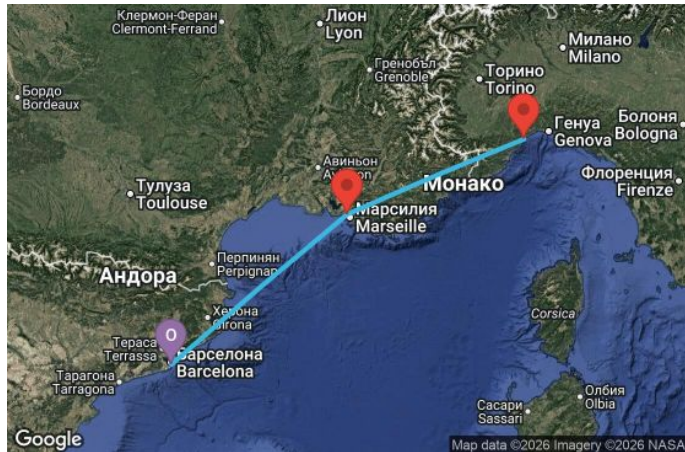 Клермон-Феран
Clermont-Ferrand
Лион
Lyon
Милано
Milano
Гренобъл
Grenoble
Торино
Torino
Бордо
Bordeaux
Генуа
Genova
Болоня
Bologna
Авиньон
Монако
Флоренция
Firenze
Тулуза
Toulouse
Марсилия
Marseille
Перпинян
Perpignan
Андора
Corsica
Херона
Girona
O
Тераса
Terrassa
Барселона
Barcelona
Тарагона
Tarragona
Олбия
Olbia
Сасари
Sassari
Google
Map data ©2026 Imagery ©2026 NASA